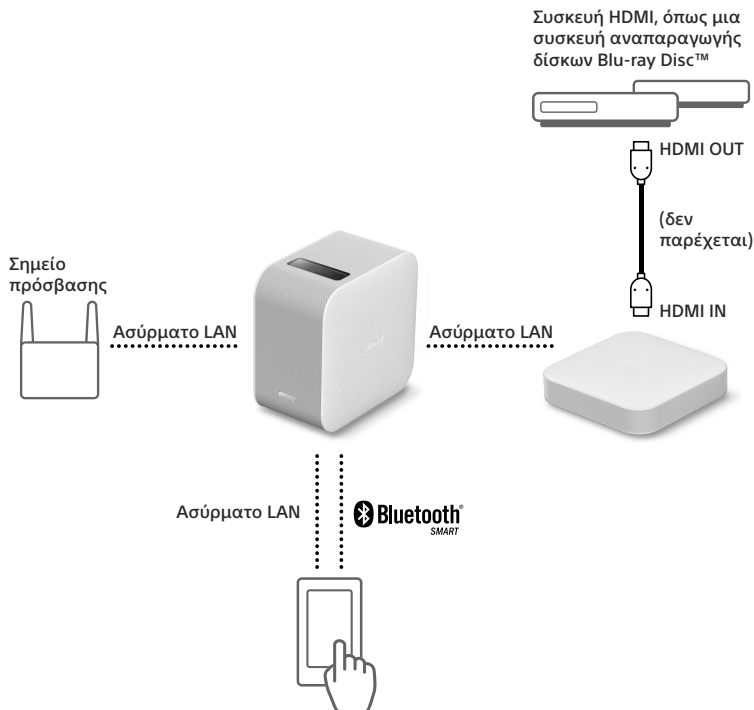 Συσκευή HDMI, όπως μια
συσκευή αναπαραγωγής
δίσκων Blu-ray Disc™
HDMI OUT
(δεν
παρέχεται)
HDMI IN
Σημείο
πρόσβασης
Ασύρματο LAN
Ασύρματο LAN
Ασύρματο LAN
Bluetooth®
SMART